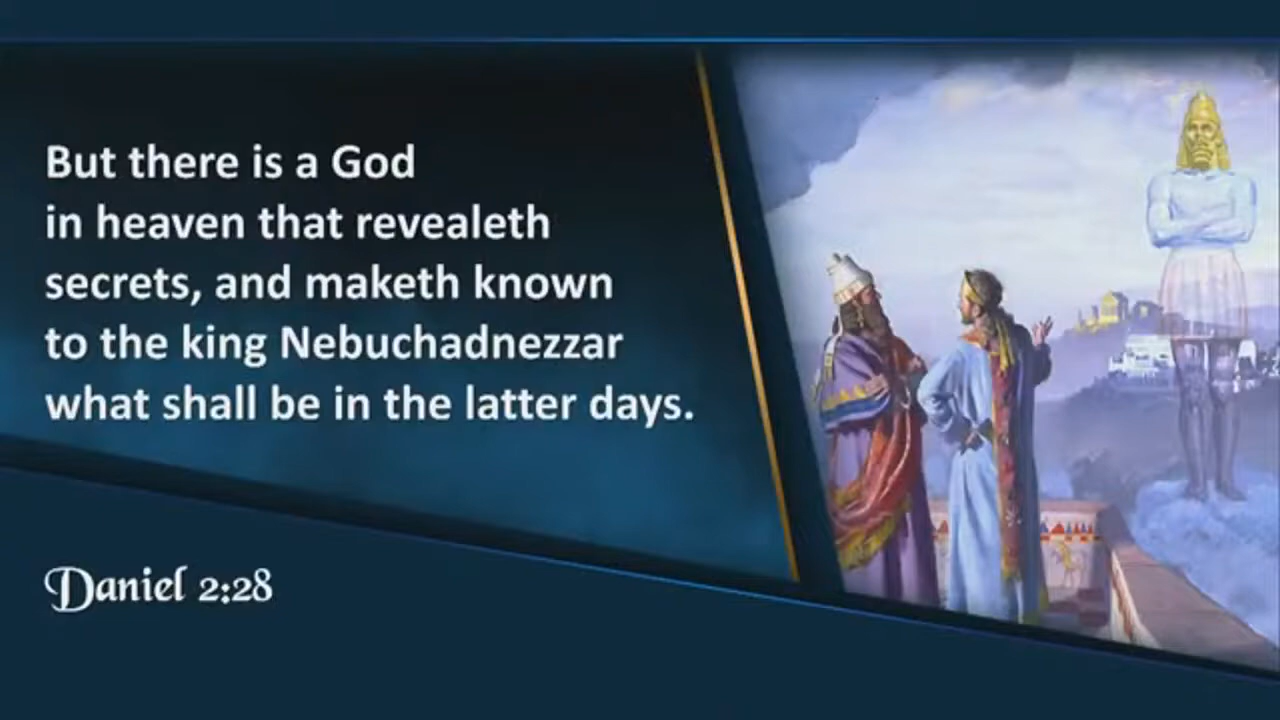 But there is a God
in heaven that revealeth
secrets, and maketh known
to the king Nebuchadnezzar
what shall be in the latter days.
Daniel 2:28